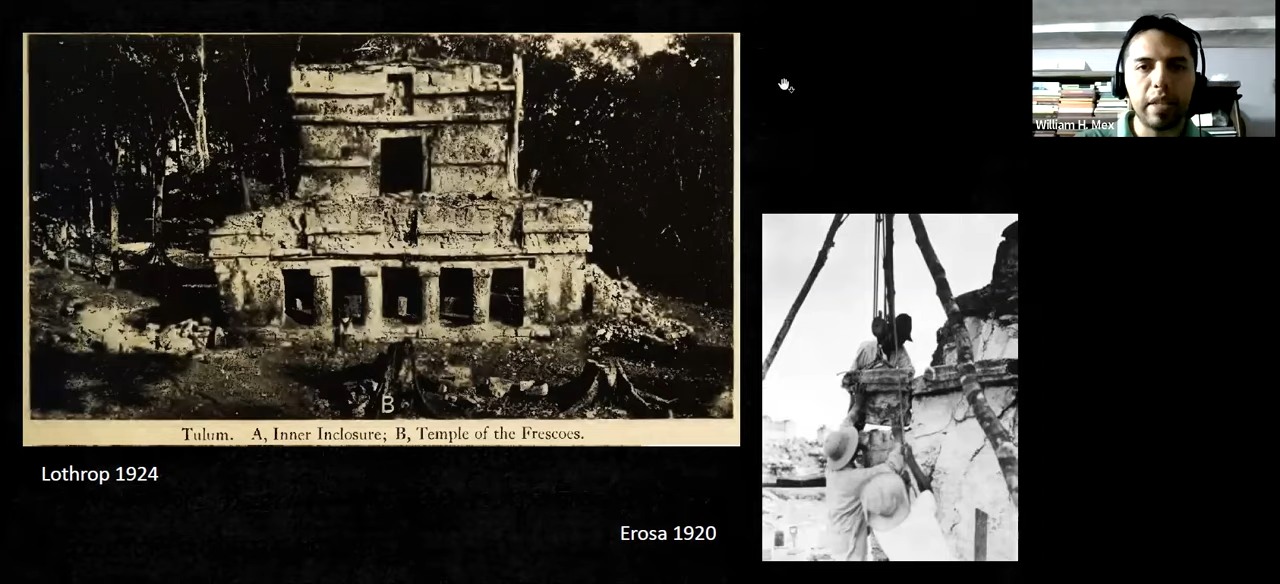 William H. Mex
B
Tulum. A, Inner Inclosure; B, Temple of the Frescoes.
Lothrop 1924
Erosa 1920